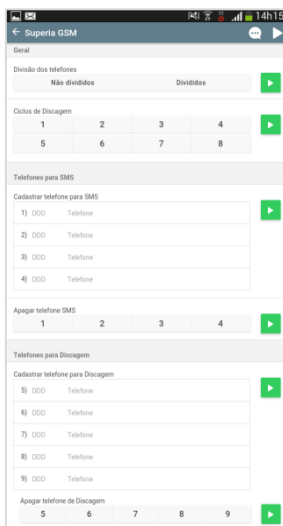 14h15
Superia GSM
Geral
Divisão dos telefones
Não divididos Divididos
Ciclos de Discagem
1 2 3 4
5 6 7 8
Telefones para SMS
Cadastrar telefone para SMS
1) DDD Telefone
2) DDD Telefone
3) DDD Telefone
4) DDD Telefone
Apagar telefone SMS
1 2 3 4
Telefones para Discagem
Cadastrar telefone para Discagem
5) DDD Telefone
6) DDD Telefone
7) DDD Telefone
8) DDD Telefone
9) DDD Telefone
Apagar telefone de Discagem
5 6 7 8 9